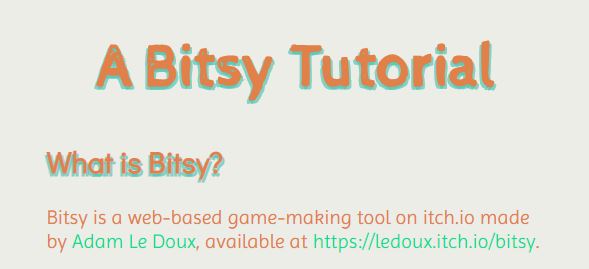 A Bitsy Tutorial
What is Bitsy?
Bitsy is a web-based game-making tool on itch.io made
by Adam Le Doux, available at https://ledoux.itch.io/bitsy.